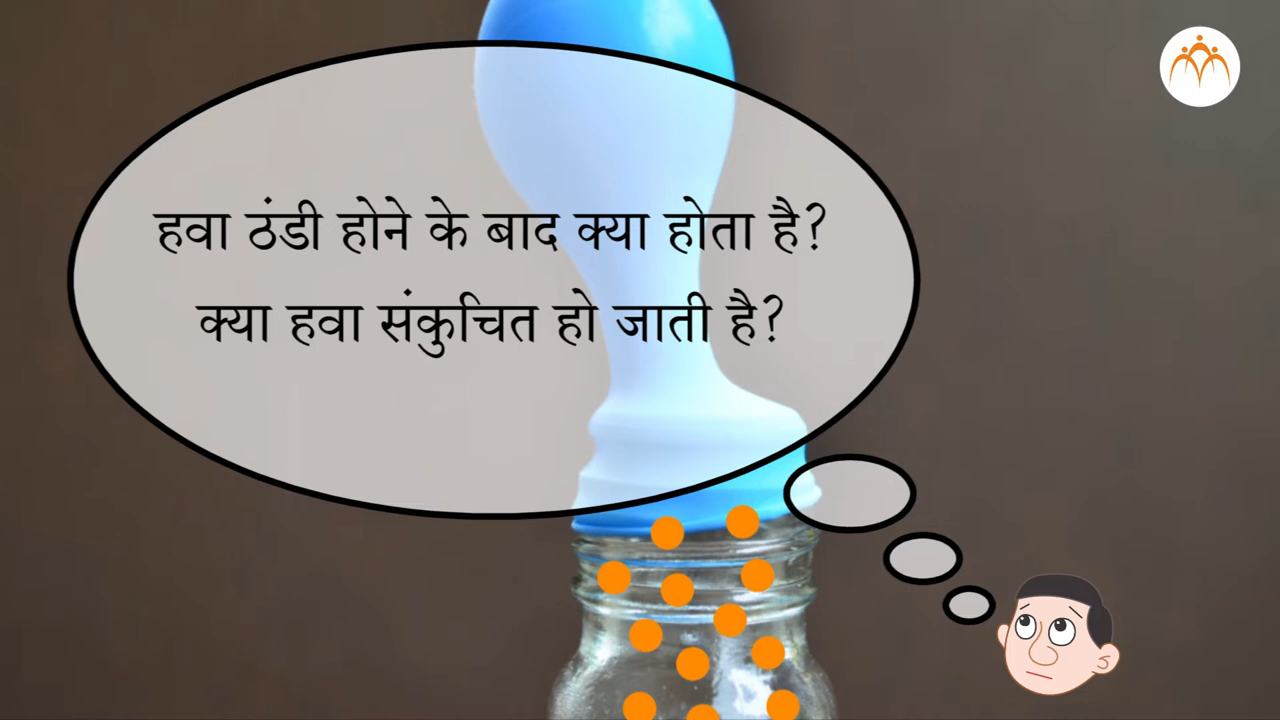 हवा ठंडी होने के बाद क्या होता है?
क्या हवा संकुचित हो जाती है?